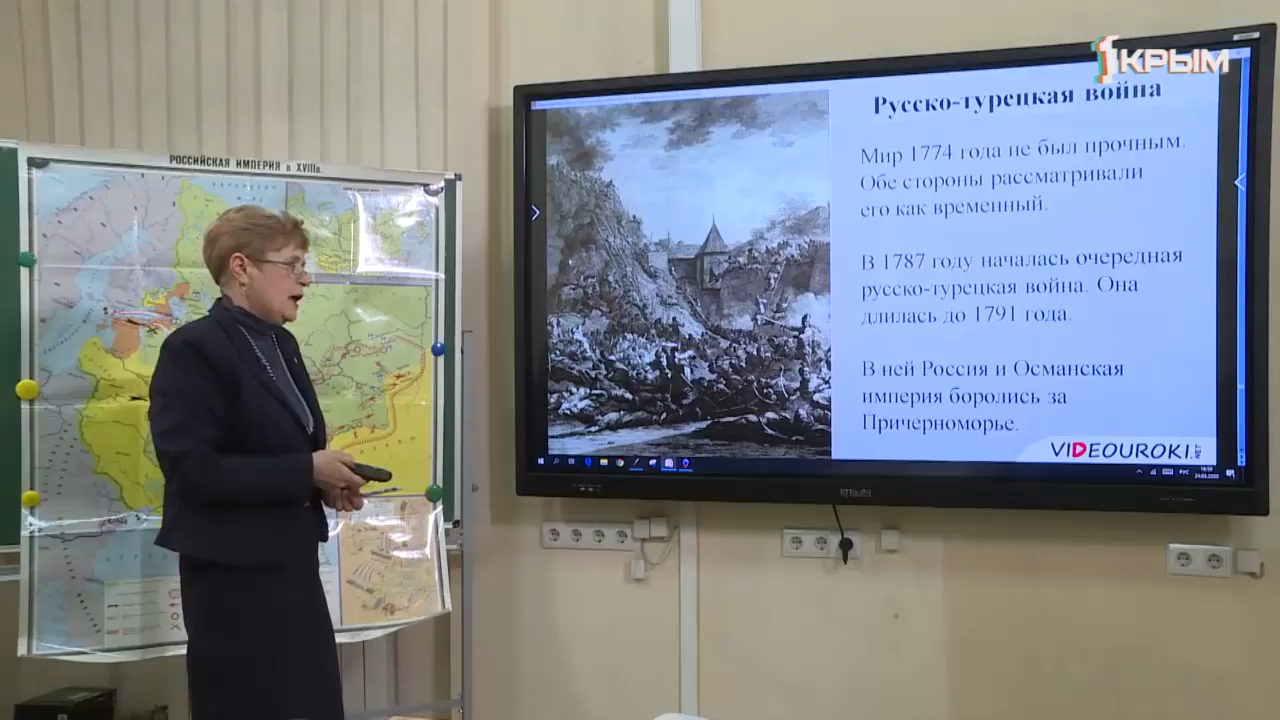 1КРЫМ
РОССИЙСКАЯ ИМПЕРИЯ в XVIIIв.
Русско-турецкая война
Мир 1774 года не был прочным.
Обе стороны рассматривали
его как временный.
В 1787 году началась очередная
русско-турецкая война. Она
длилась до 1791 года.
В ней Россия и Османская
империя боролись за
Причерноморье.
VIDEOUROKI.NET
РУС